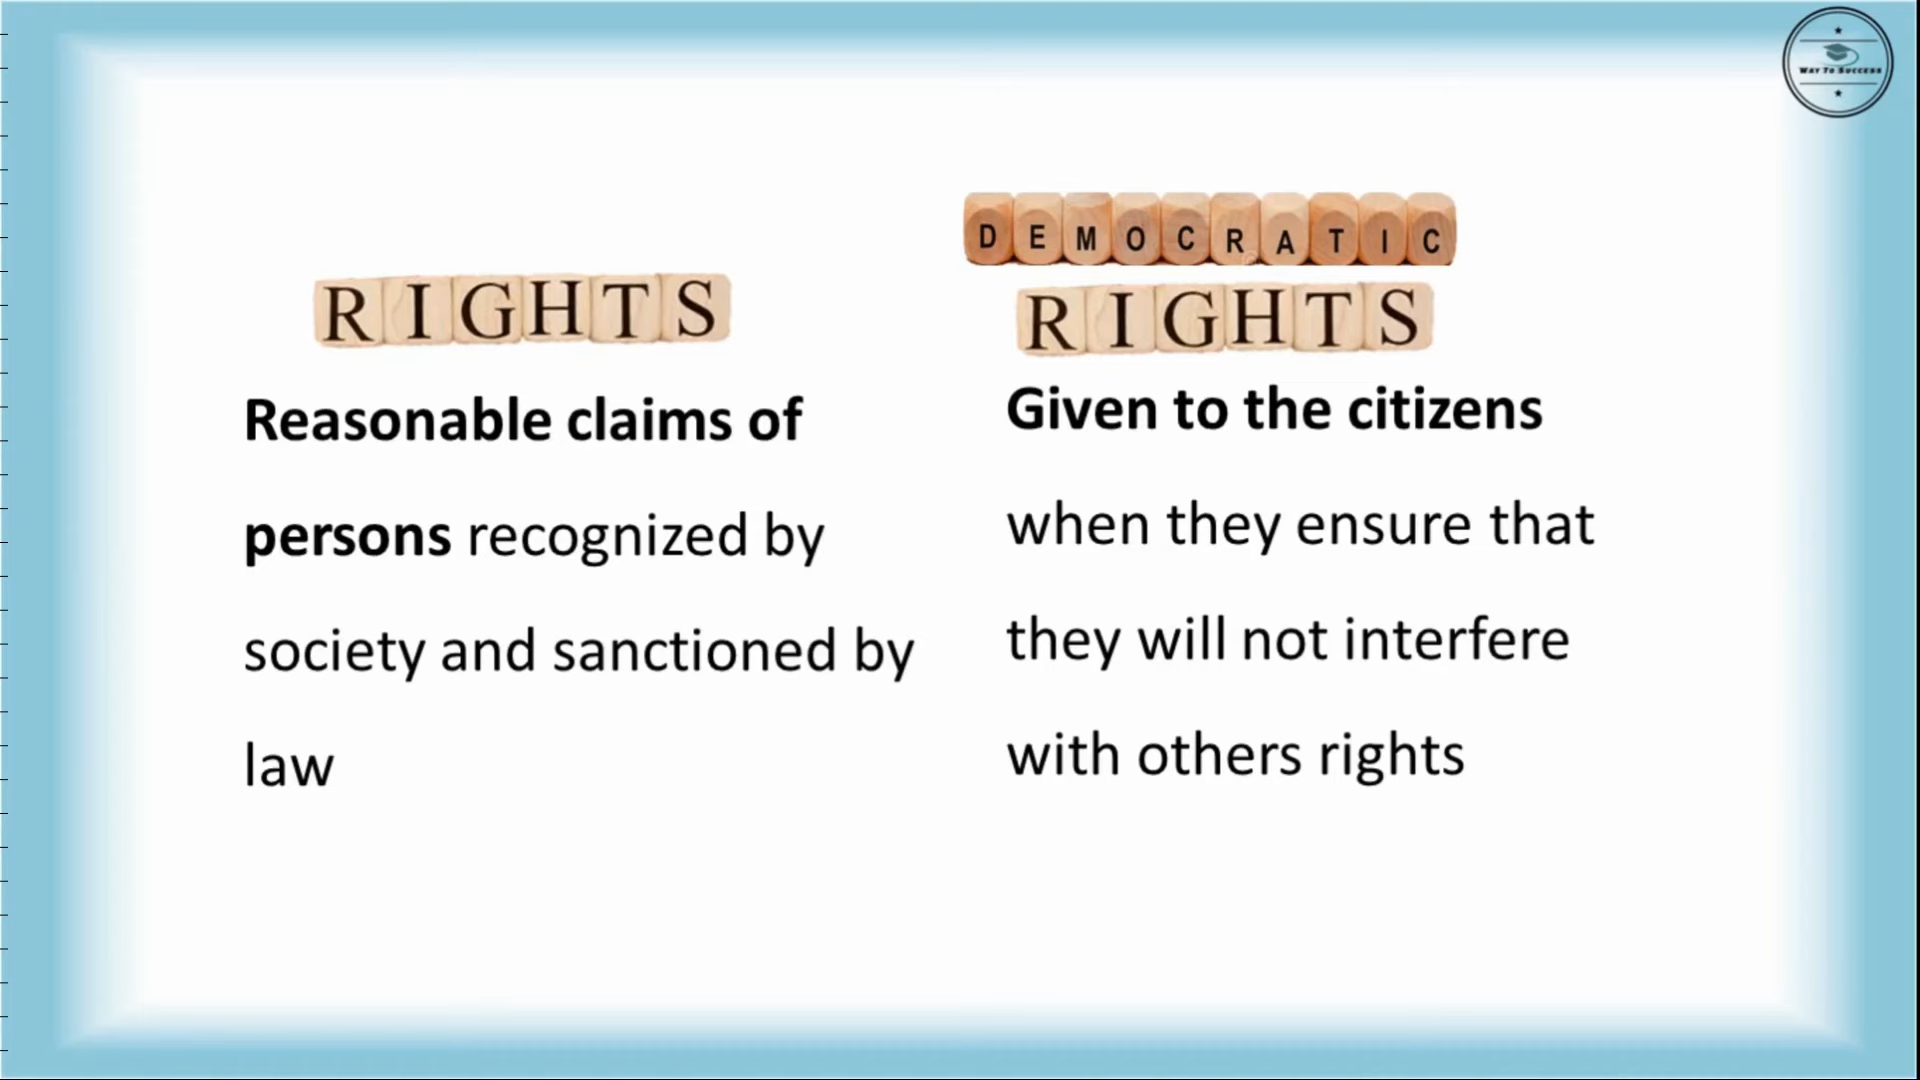 WAY TO SUCCESS
RIGHTS
Reasonable claims of
persons recognized by
society and sanctioned by
law
DEMOCRATIC
RIGHTS
Given to the citizens
when they ensure that
they will not interfere
with others rights